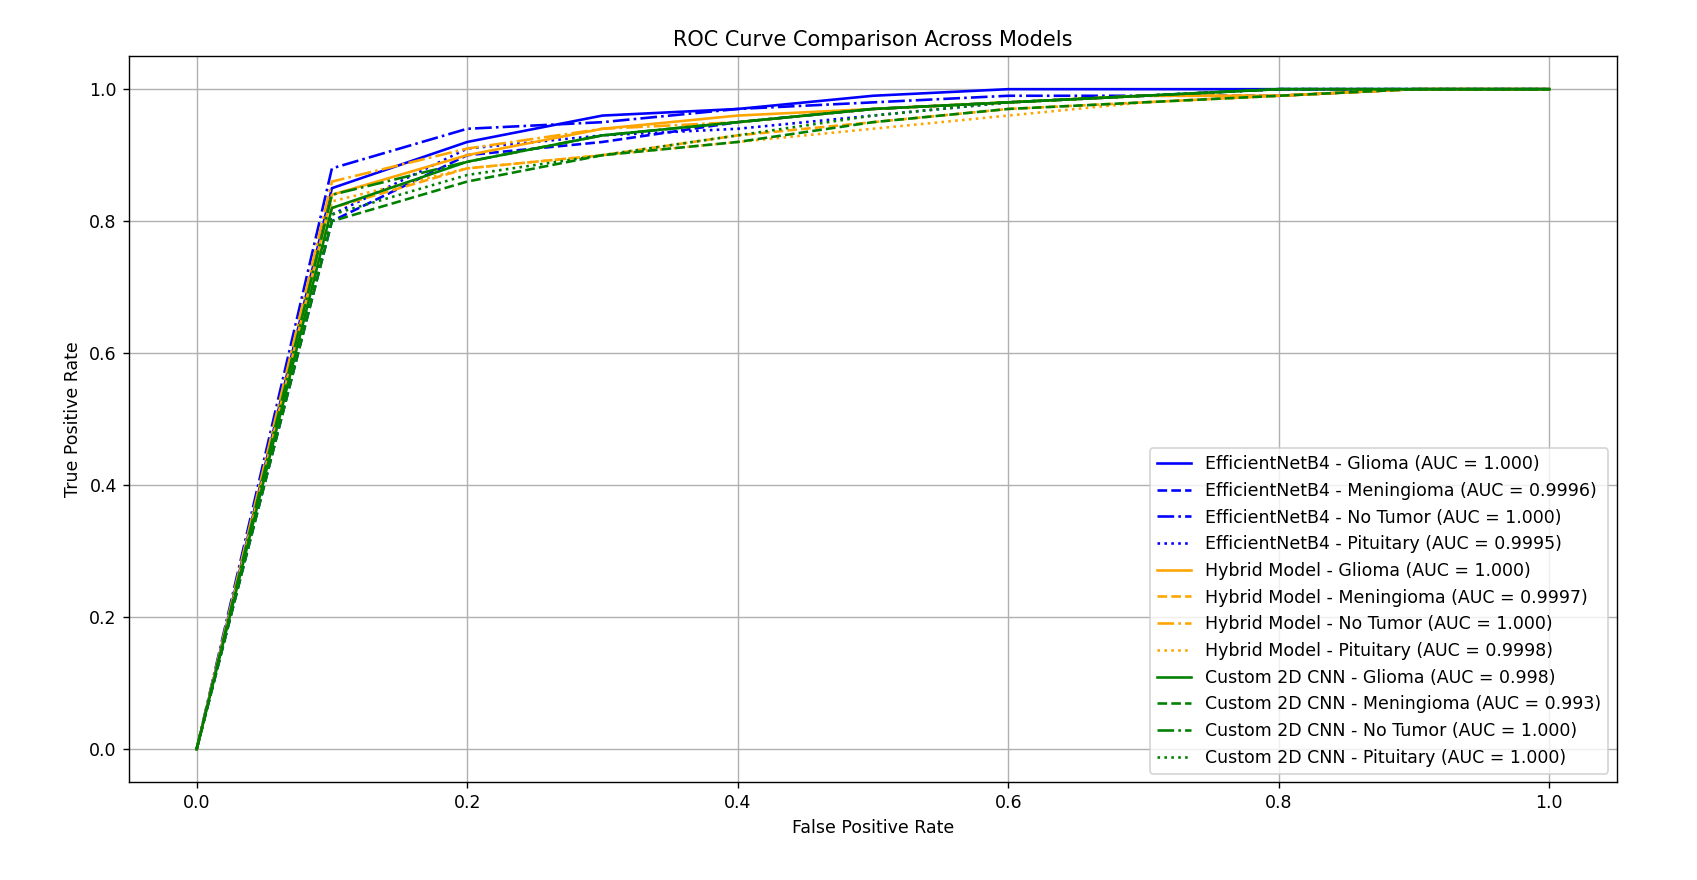 ROC Curve Comparison Across Models
True Positive Rate
1.0
0.8
0.6
0.4
0.2
0.0
EfficientNetB4 - Glioma (AUC = 1.000)
EfficientNetB4 - Meningioma (AUC = 0.9996)
EfficientNetB4 - No Tumor (AUC = 1.000)
EfficientNetB4 - Pituitary (AUC = 0.9995)
Hybrid Model - Glioma (AUC = 1.000)
Hybrid Model - Meningioma (AUC = 0.9997)
Hybrid Model - No Tumor (AUC = 1.000)
Hybrid Model - Pituitary (AUC = 0.9998)
Custom 2D CNN - Glioma (AUC = 0.998)
Custom 2D CNN - Meningioma (AUC = 0.993)
Custom 2D CNN - No Tumor (AUC = 1.000)
Custom 2D CNN - Pituitary (AUC = 1.000)
0.0 0.2 0.4 0.6 0.8 1.0
False Positive Rate